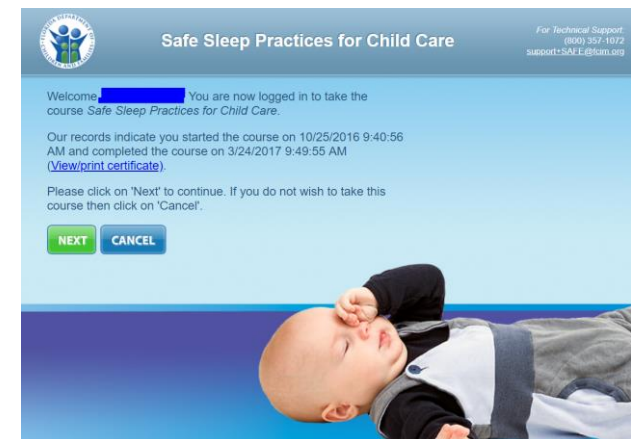 Safe Sleep Practices for Child Care
For Technical Support:
(800) 357-1072
support+SAFE@fcim.org
Welcome You are now logged in to take the
course Safe Sleep Practices for Child Care.
Our records indicate you started the course on 10/25/2016 9:40:56
AM and completed the course on 3/24/2017 9:49:55 AM
(View/print certificate).
Please click on 'Next' to continue. If you do not wish to take this
course then click on 'Cancel'.
NEXT CANCEL